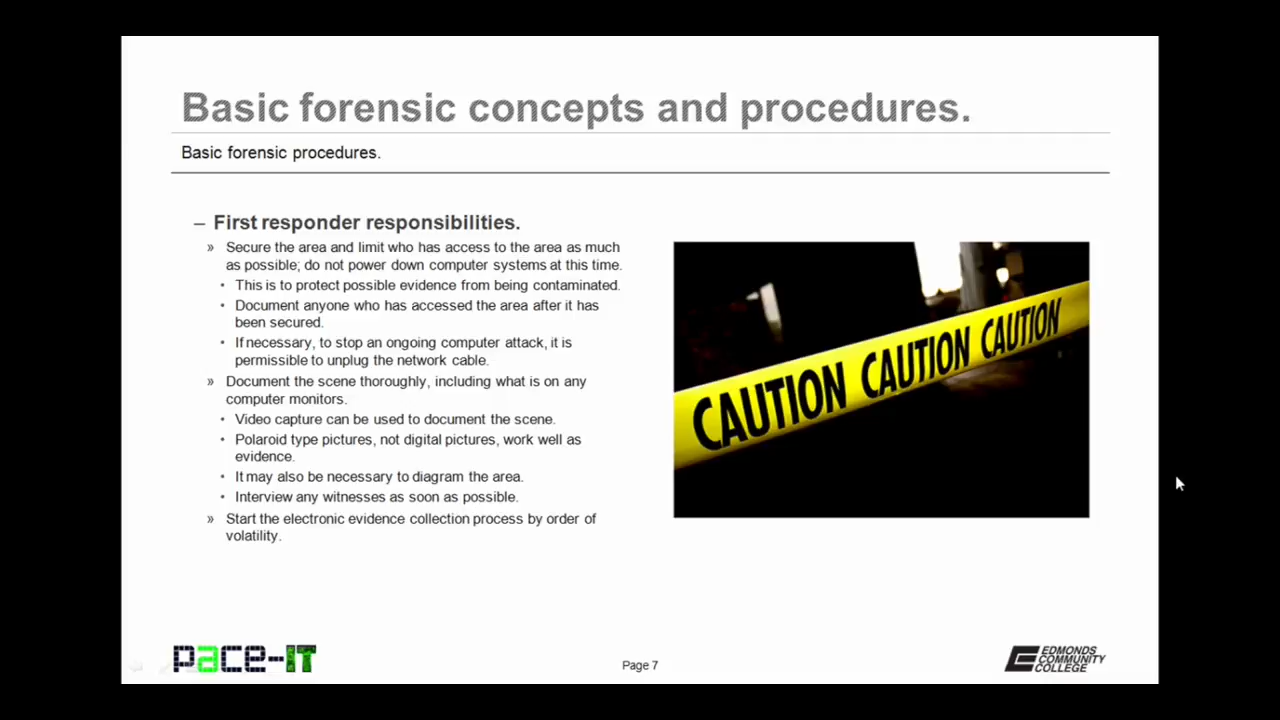 Basic forensic concepts and procedures.
Basic forensic procedures.
– First responder responsibilities.
» Secure the area and limit who has access to the area as much
as possible; do not power down computer systems at this time.
• This is to protect possible evidence from being contaminated.
• Document anyone who has accessed the area after it has
been secured.
• If necessary, to stop an ongoing computer attack, it is
permissible to unplug the network cable.
» Document the scene thoroughly, including what is on any
computer monitors.
• Video capture can be used to document the scene.
• Polaroid type pictures, not digital pictures, work well as
evidence.
• It may also be necessary to diagram the area.
• Interview any witnesses as soon as possible.
» Start the electronic evidence collection process by order of
volatility.
CAUTION CAUTION CAUTION
pace-IT
Page 7
EDMONDS
COMMUNITY
COLLEGE